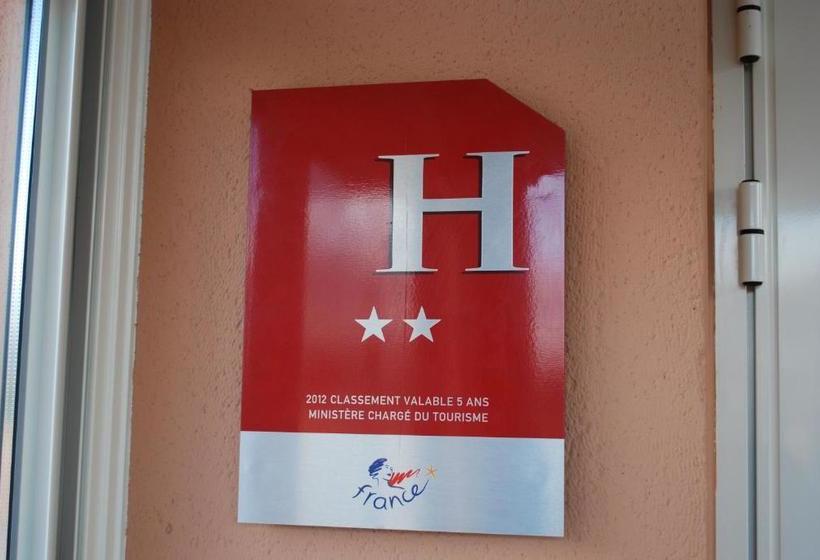 H
2012 CLASSEMENT VALABLE 5 ANS
MINISTÈRE CHARGÉ DU TOURISME
france